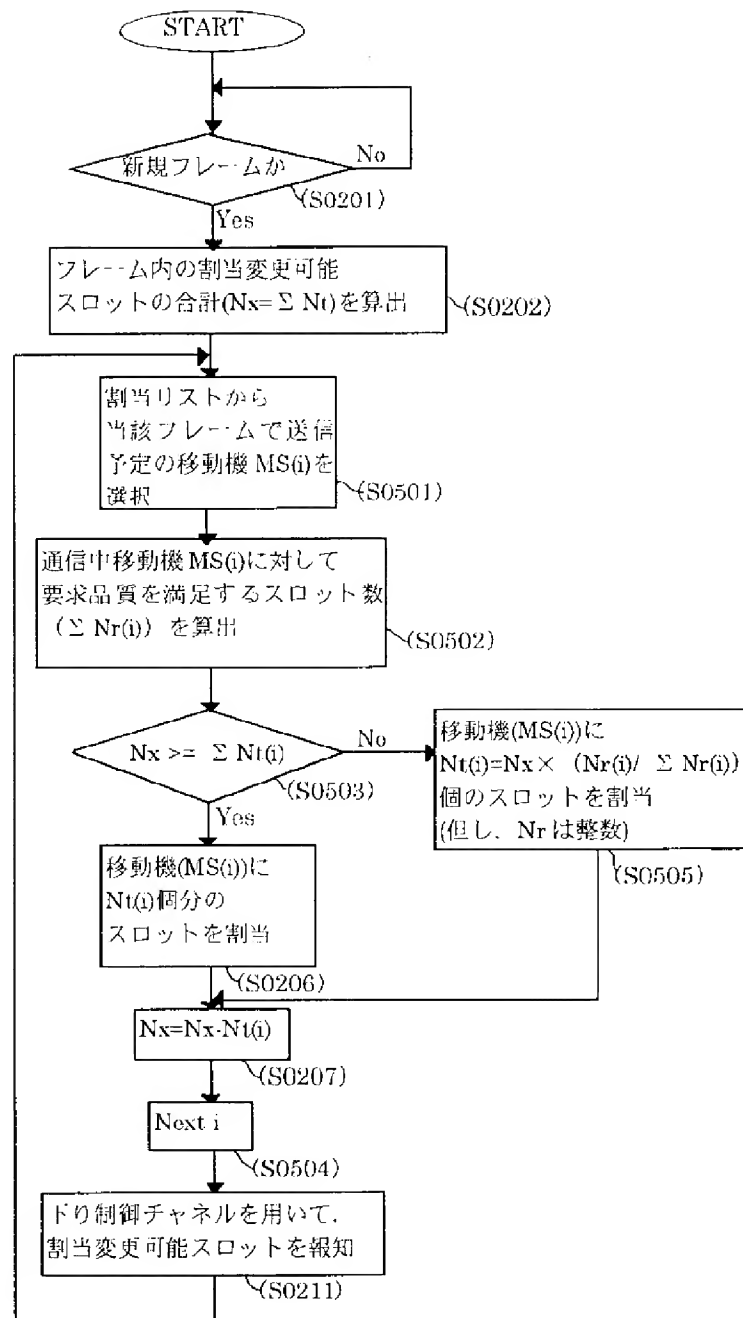 START
No
新規フレームか
(S0201)
Yes
フレーム内の割当変更可能
スロットの合計(Nx=Σ Nt)を算出
(S0202)
割当リストから
当該フレームで送信
予定の移動機 MS(i)を
選択
(S0501)
通信中移動機 MS(i)に対して
要求品質を満足するスロット数
(Σ Nr(i)) を算出
(S0502)
Nx >= Σ Nt(i)
No
(S0503)
Yes
移動機(MS(i))に
Nt(i)=Nx× (Nr(i)/ Σ Nr(i))
個のスロットを割当
(但し、Nr は整数)
(S0505)
移動機(MS(i))に
Nt(i)個分の
スロットを割当
(S0206)
Nx=Nx-Nt(i)
(S0207)
Next i
(S0504)
下り制御チャネルを用いて、
割当変更可能スロットを報知
(S0211)